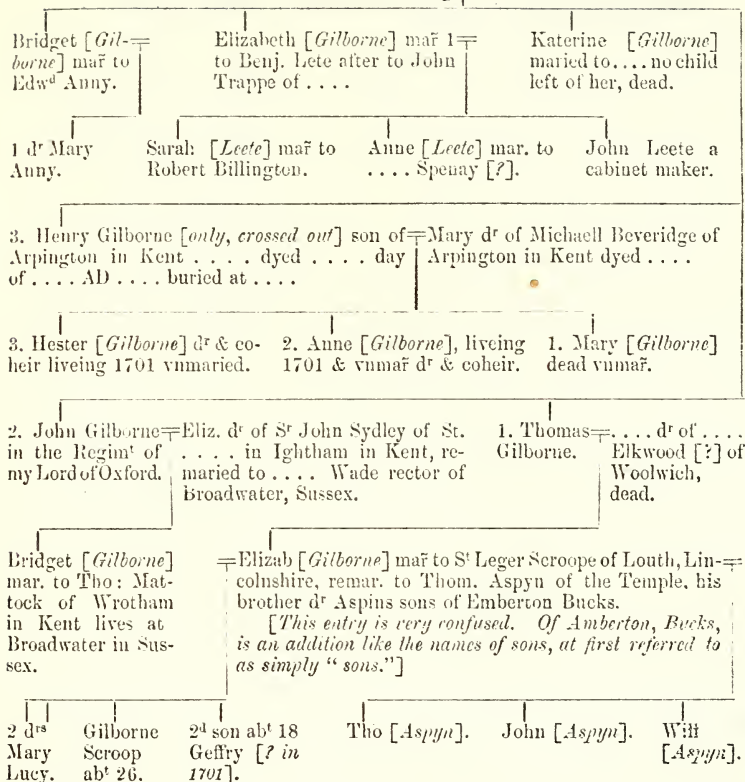 Bridget [Gil-
borne] mar̃ to
Edwᵈ Anny.
Elizabeth [Gilborne] mar̃ 1
to Benj. Lete after to John
Trappe of . . . .
Katerine [Gilborne]
maried to . . . . no child
left of her, dead.
1 dʳ Mary
Anny.
Sarah [Leete] mar̃ to
Robert Billington.
Anne [Leete] mar. to
. . . . Spenay [?].
John Leete a
cabinet maker.
3. Henry Gilborne [only, crossed out] son of
Arpington in Kent . . . . dyed . . . . day
of . . . . AD . . . . buried at . . . .
Mary dʳ of Michaell Beveridge of
Arpington in Kent dyed . . . .
3. Hester [Gilborne] dʳ & co-
heir liveing 1701 vnmaried.
2. Anne [Gilborne], liveing
1701 & vnmar̃ dʳ & coheir.
1. Mary [Gilborne]
dead vnmar̃.
2. John Gilborne
in the Regimᵗ of
my Lord of Oxford.
Eliz. dʳ of Sʳ John Sydley of St.
. . . . in Ightham in Kent, re-
maried to . . . . Wade rector of
Broadwater, Sussex.
1. Thomas
Gilborne.
. . . . dʳ of . . . .
Elkwood [?] of
Woolwich,
dead.
Bridget [Gilborne]
mar. to Tho: Mat-
tock of Wrotham
in Kent lives at
Broadwater in Sus-
sex.
Elizab [Gilborne] mar̃ to Sᵗ Leger Scroope of Louth, Lin-
colnshire, remar. to Thom. Aspyn of the Temple, his
brother dʳ Aspins sons of Emberton Bucks.
[This entry is very confused. Of Amberton, Bucks,
is an addition like the names of sons, at first referred to
as simply “ sons.”]
2 dʳˢ
Mary
Lucy.
Gilborne
Scroop
abᵗ 26.
2ᵈ son abᵗ 18
Geffry [? in
1701].
Tho [Aspyn].
John [Aspyn].
Will
[Aspyn].